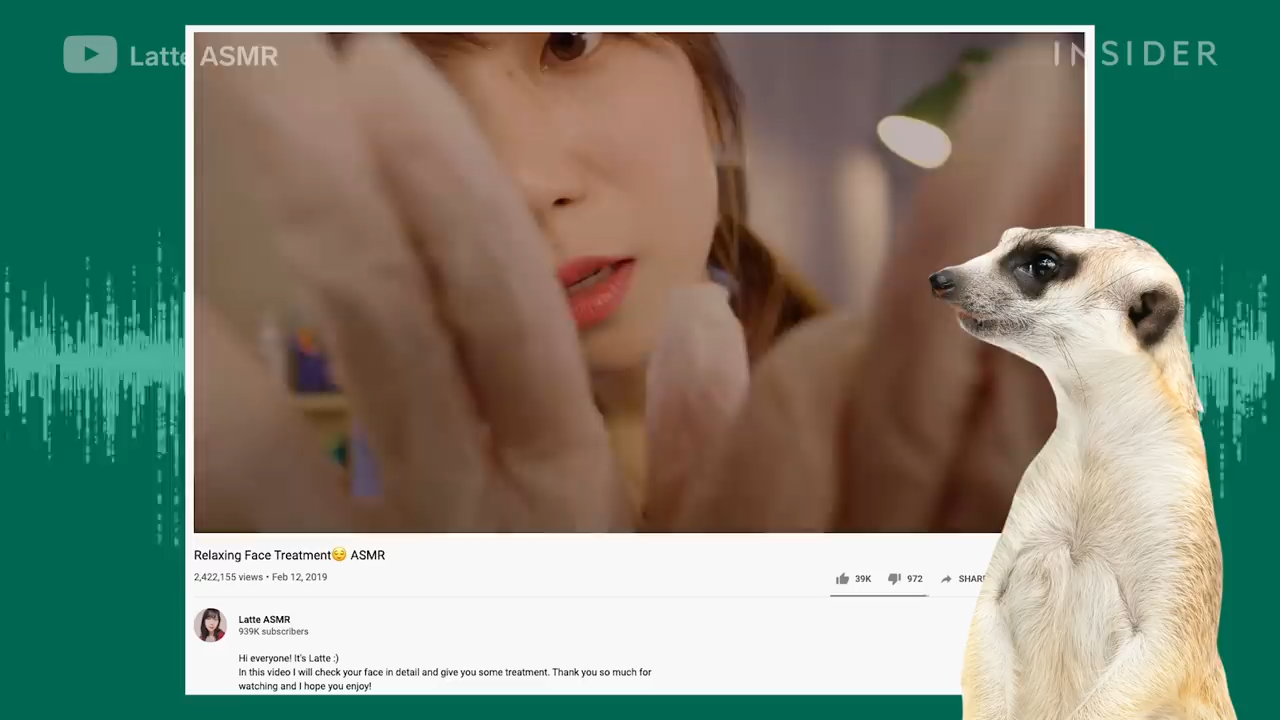 Latte ASMR
INSIDER
Relaxing Face Treatment😌 ASMR
2,422,155 views • Feb 12, 2019
39K
972
SHAR
Latte ASMR
939K subscribers
Hi everyone! It's Latte :)
In this video I will check your face in detail and give you some treatment. Thank you so much for
watching and I hope you enjoy!